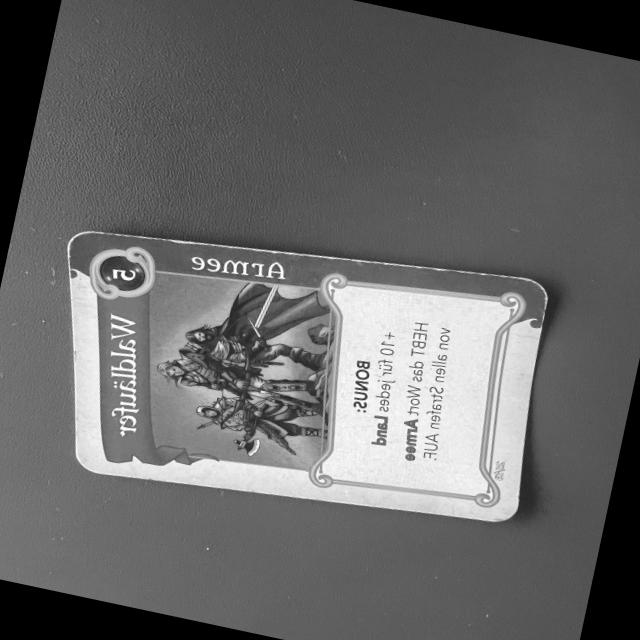 5
Waldläufer
Armee
BONUS:
+10 für jedes Land
HEBT das Wort Armee
von allen Strafen AUF.